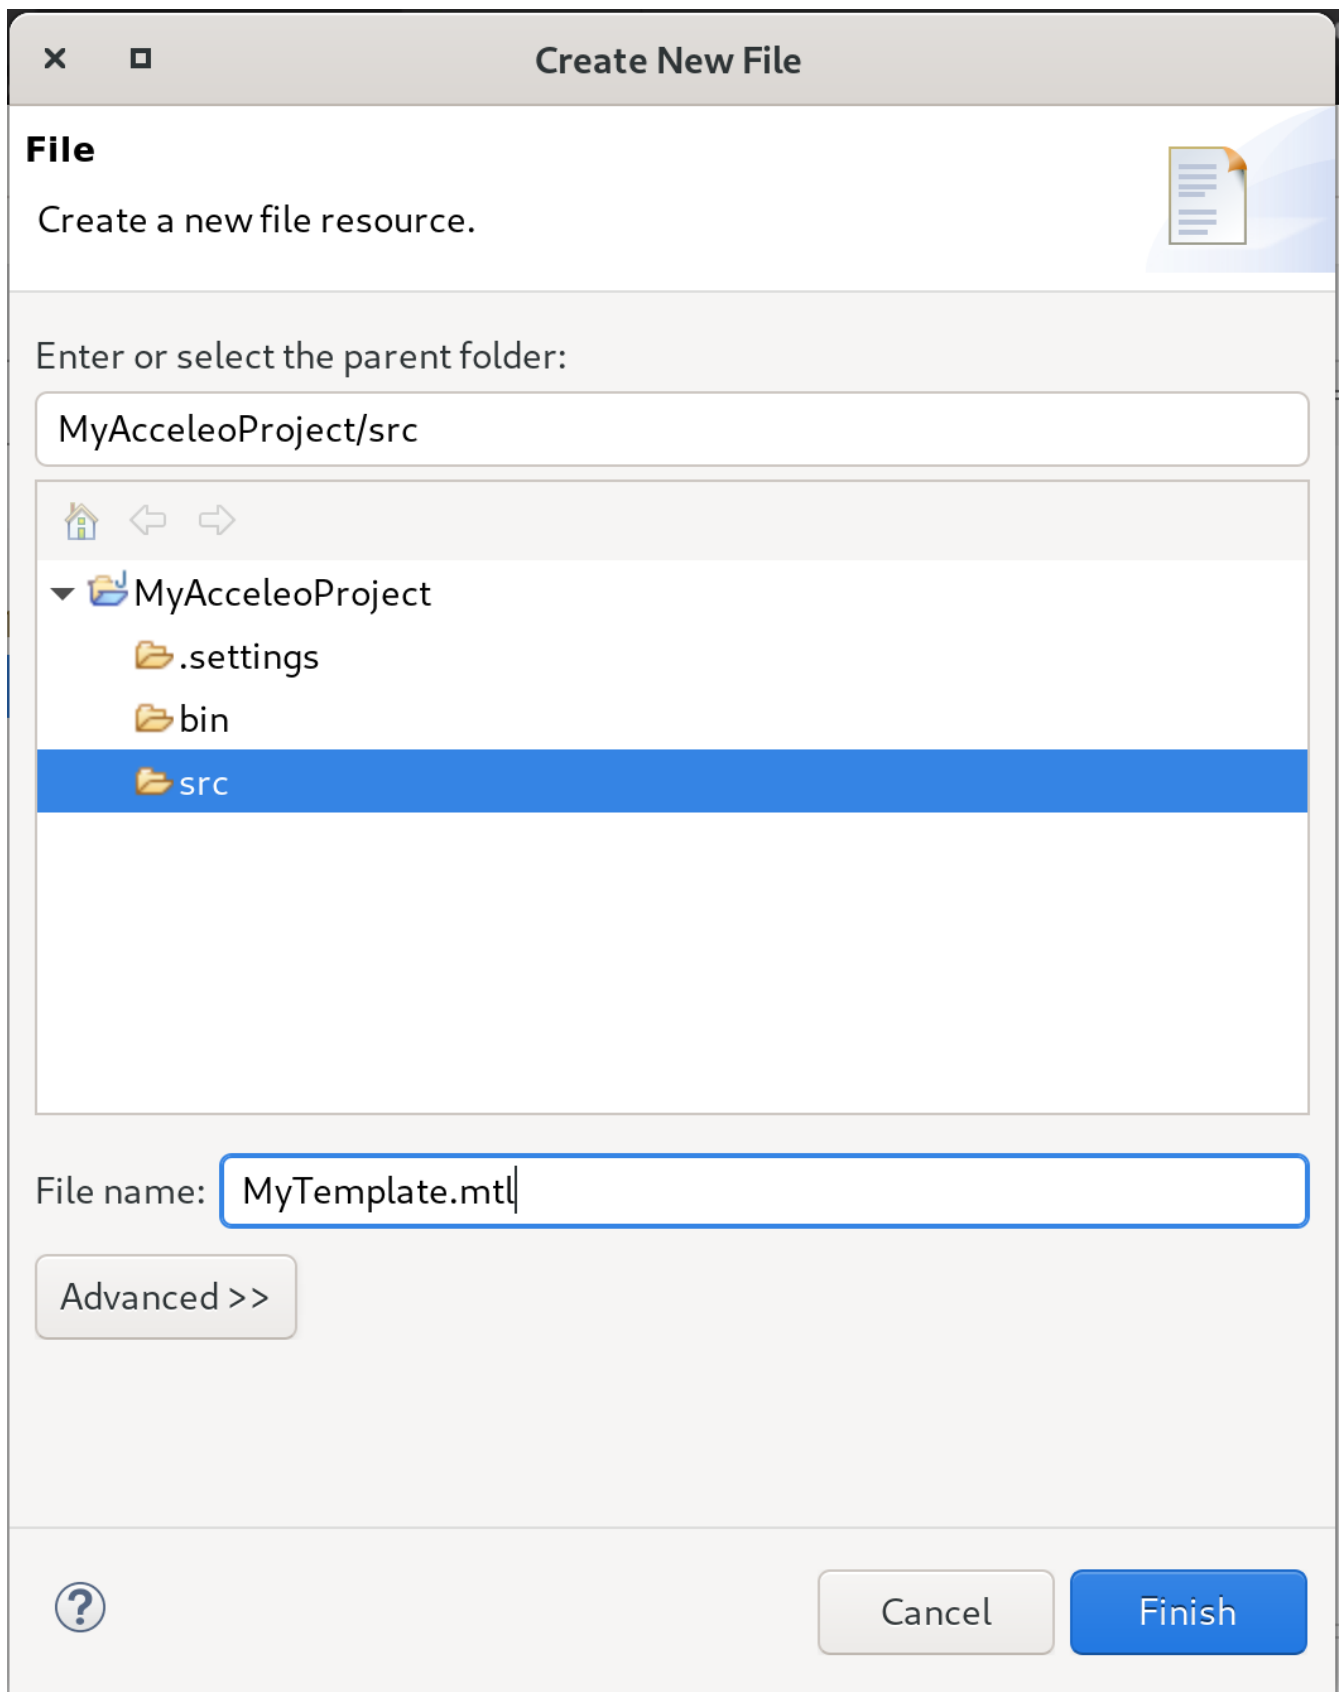 Create New File
File
Create a new file resource.
Enter or select the parent folder:
MyAcceleoProject/src
MyAcceleoProject
.settings
bin
src
File name: MyTemplate.mtl
Advanced >>
Cancel Finish